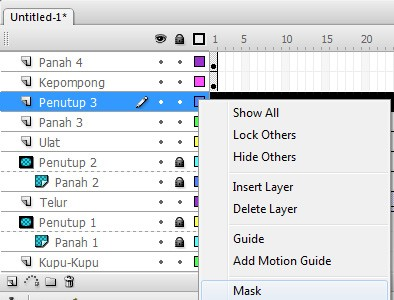 Untitled-1*
1 5 10 15 20
Panah 4
Kepompong
Penutup 3
Panah 3
Ulat
Penutup 2
Panah 2
Telur
Penutup 1
Panah 1
Kupu-Kupu
Show All
Lock Others
Hide Others
Insert Layer
Delete Layer
Guide
Add Motion Guide
Mask